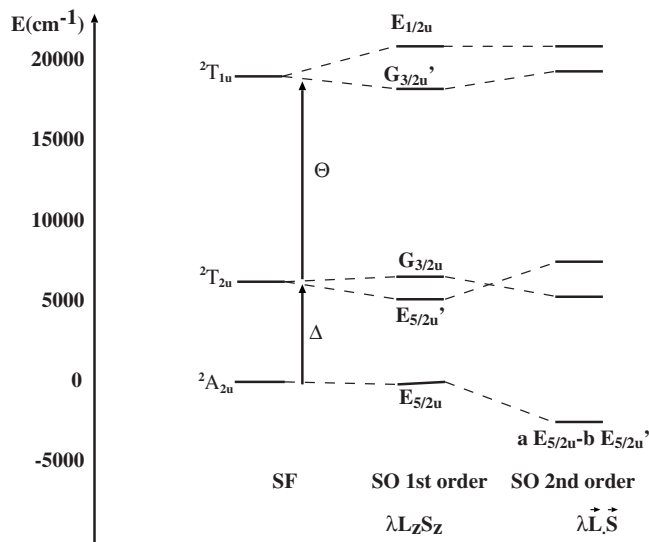 E(cm-1)
20000
15000
10000
5000
0
-5000
2T1u
2T2u
2A2u
Θ
Δ
E1/2u
G3/2u'
G3/2u
E5/2u'
E5/2u
a E5/2u-b E5/2u'
SF SO 1st order SO 2nd order
λLzSz λL.S